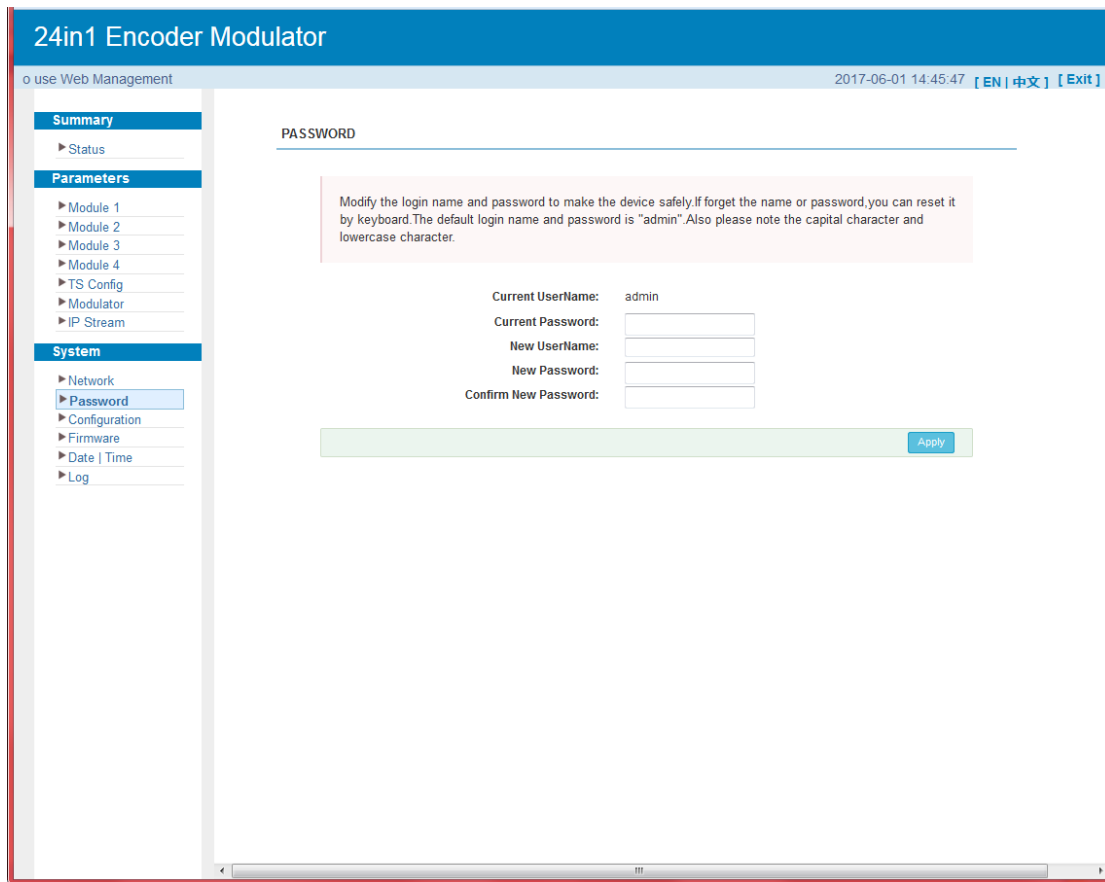 24in1 Encoder Modulator
o use Web Management
2017-06-01 14:45:47 [ EN | 中文 ] [ Exit ]
Summary
Status
Parameters
Module 1
Module 2
Module 3
Module 4
TS Config
Modulator
IP Stream
System
Network
Password
Configuration
Firmware
Date | Time
Log
PASSWORD
Modify the login name and password to make the device safely.If forget the name or password,you can reset it
by keyboard.The default login name and password is "admin".Also please note the capital character and
lowercase character.
Current UserName: admin
Current Password:
New UserName:
New Password:
Confirm New Password:
Apply